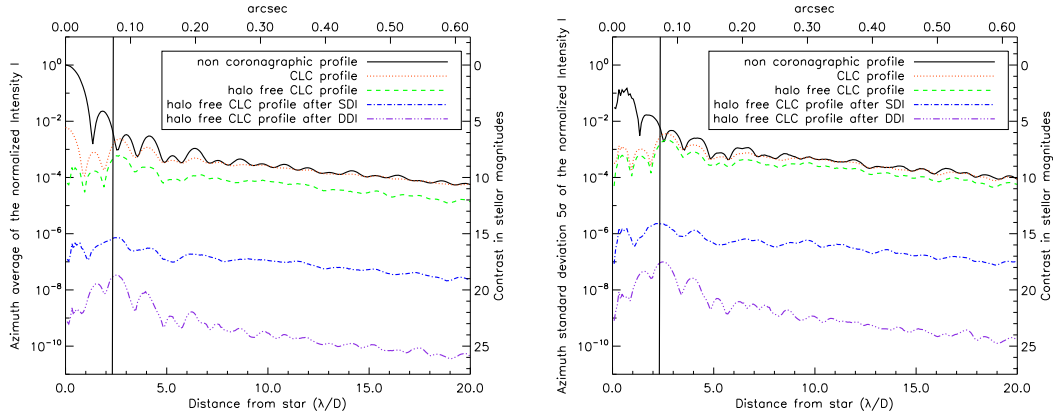 arcsec
0.00 0.10 0.20 0.30 0.40 0.50 0.60
Azimuth average of the normalized Intensity I
10⁰
10⁻²
10⁻⁴
10⁻⁶
10⁻⁸
10⁻¹⁰
non coronagraphic profile
CLC profile
halo free CLC profile
halo free CLC profile after SDI
halo free CLC profile after DDI
0
5
10
15
20
25
Contrast in stellar magnitudes
0.0 5.0 10.0 15.0 20.0
Distance from star (λ/D)
arcsec
0.00 0.10 0.20 0.30 0.40 0.50 0.60
Azimuth standard deviation 5σ of the normalized Intensity I
10⁰
10⁻²
10⁻⁴
10⁻⁶
10⁻⁸
10⁻¹⁰
non coronagraphic profile
CLC profile
halo free CLC profile
halo free CLC profile after SDI
halo free CLC profile after DDI
0
5
10
15
20
25
Contrast in stellar magnitudes
0.0 5.0 10.0 15.0 20.0
Distance from star (λ/D)